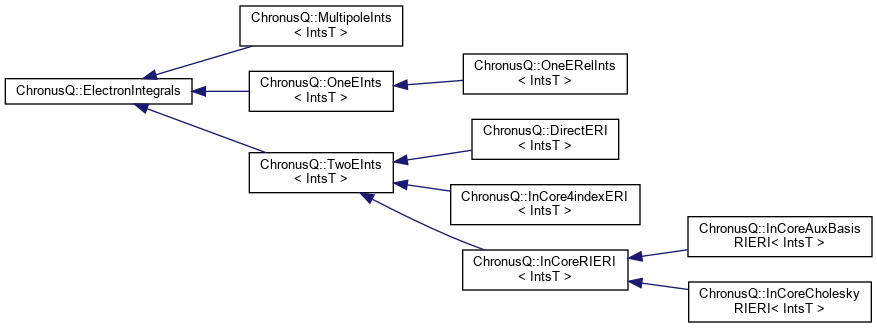 ChronusQ::MultipoleInts
< IntsT >
ChronusQ::ElectronIntegrals
ChronusQ::OneEInts
< IntsT >
ChronusQ::OneERelInts
< IntsT >
ChronusQ::TwoEInts
< IntsT >
ChronusQ::DirectERI
< IntsT >
ChronusQ::InCore4indexERI
< IntsT >
ChronusQ::InCoreRIERI
< IntsT >
ChronusQ::InCoreAuxBasis
RIERI< IntsT >
ChronusQ::InCoreCholesky
RIERI< IntsT >